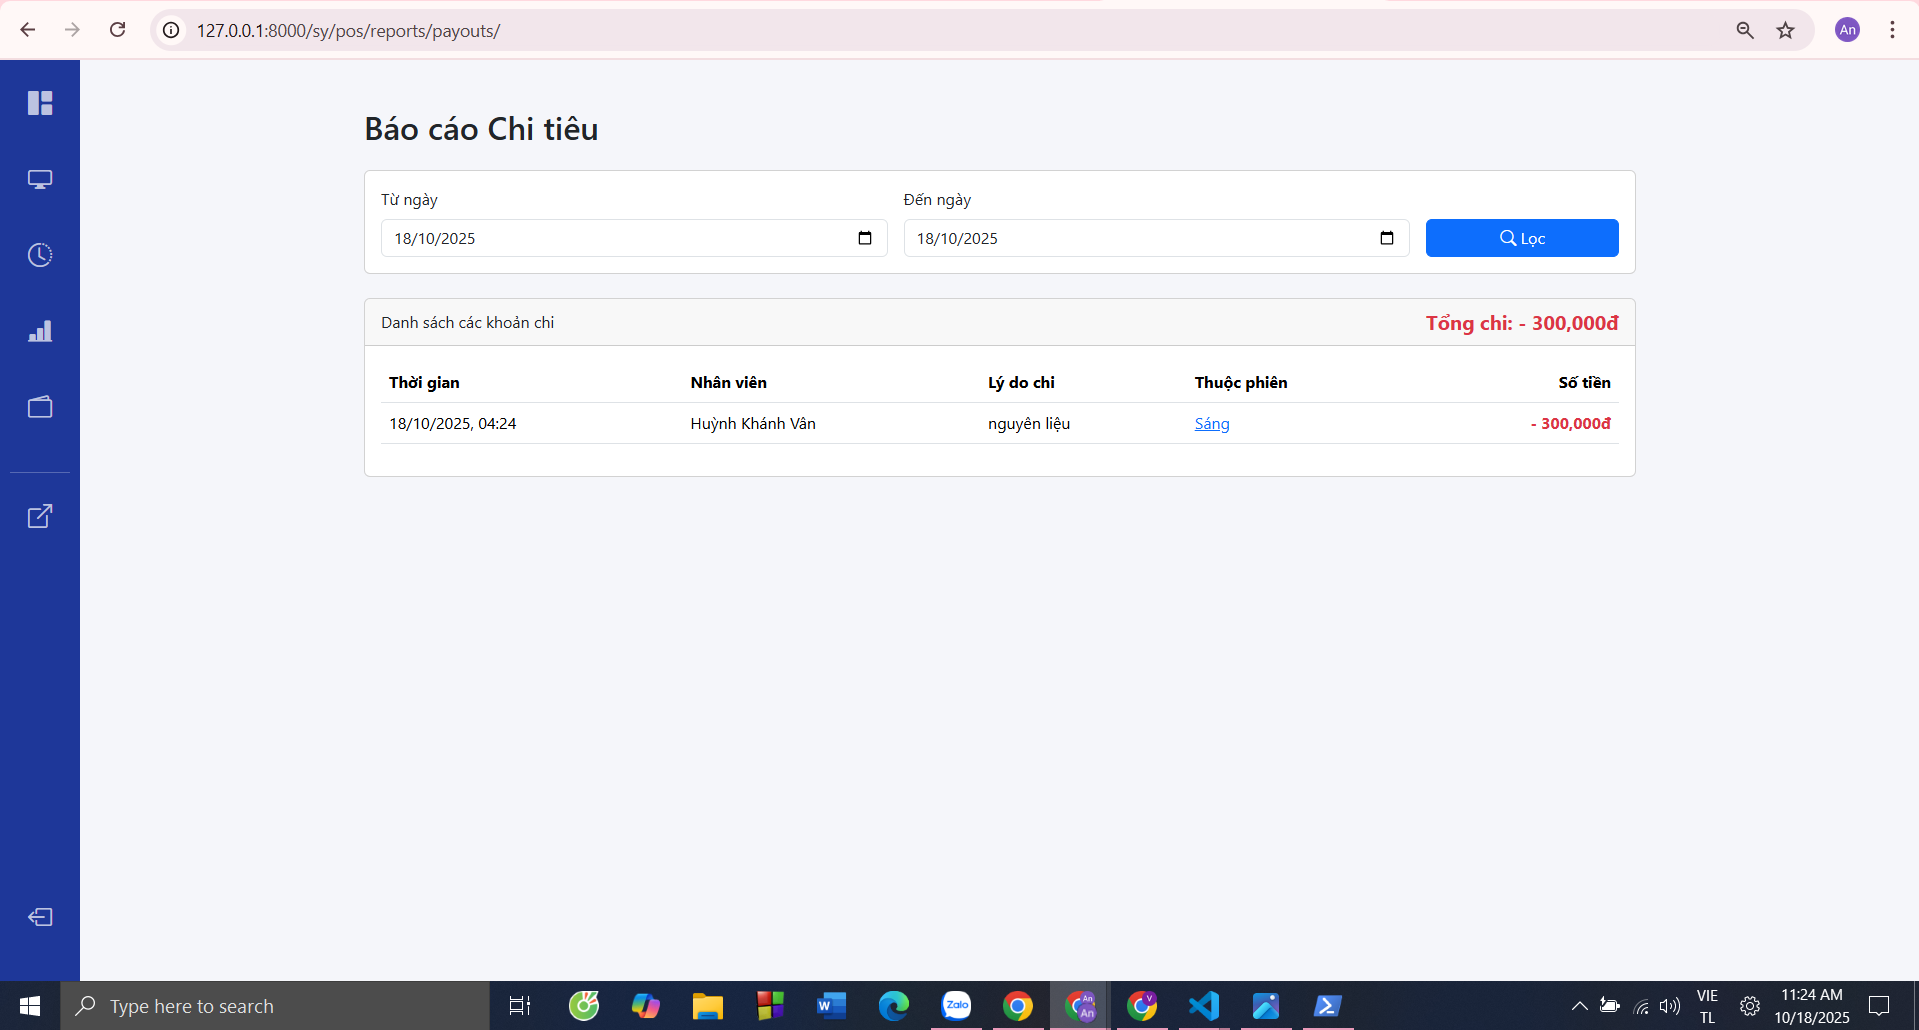 127.0.0.1:8000/sy/pos/reports/payouts/
An
Báo cáo Chi tiêu
Từ ngày
Đến ngày
18/10/2025
18/10/2025
Lọc
Danh sách các khoản chi
Tổng chi: - 300,000đ
Thời gian Nhân viên Lý do chi Thuộc phiên Số tiền
18/10/2025, 04:24 Huỳnh Khánh Vân nguyên liệu Sáng - 300,000đ
Type here to search
Zalo
An
An
V
VIE
TL
11:24 AM
10/18/2025